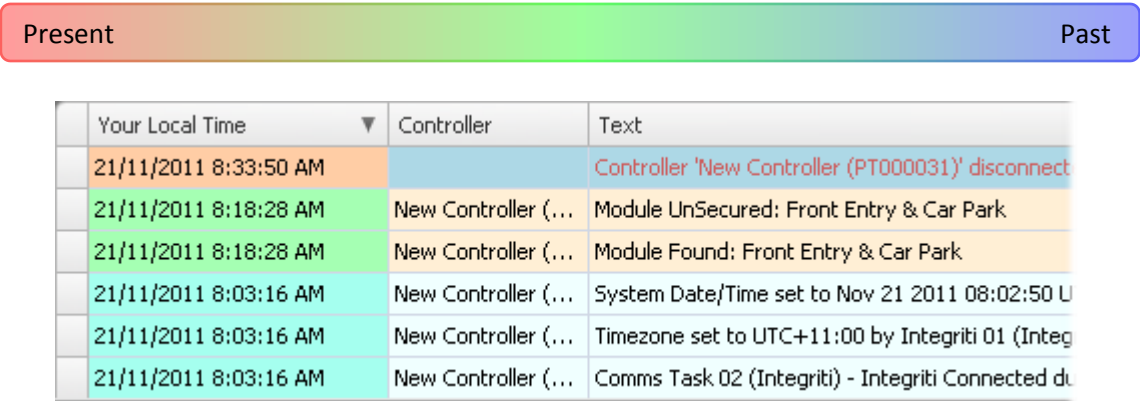 Present Past
Your Local Time Controller Text
21/11/2011 8:33:50 AM Controller 'New Controller (PT000031)' disconnect
21/11/2011 8:18:28 AM New Controller (... Module UnSecured: Front Entry & Car Park
21/11/2011 8:18:28 AM New Controller (... Module Found: Front Entry & Car Park
21/11/2011 8:03:16 AM New Controller (... System Date/Time set to Nov 21 2011 08:02:50 U
21/11/2011 8:03:16 AM New Controller (... Timezone set to UTC+11:00 by Integriti 01 (Integ
21/11/2011 8:03:16 AM New Controller (... Comms Task 02 (Integriti) - Integriti Connected du